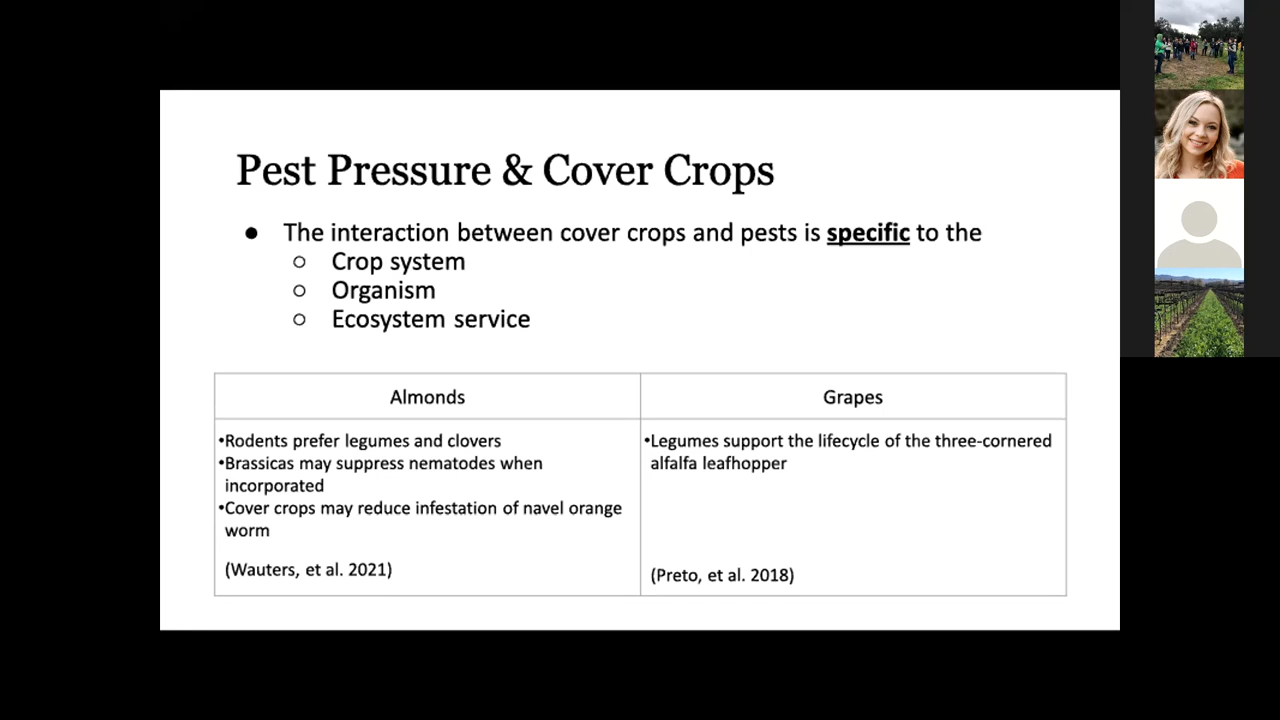 Pest Pressure & Cover Crops
● The interaction between cover crops and pests is specific to the
○ Crop system
○ Organism
○ Ecosystem service
Almonds
•Rodents prefer legumes and clovers
•Brassicas may suppress nematodes when
incorporated
•Cover crops may reduce infestation of navel orange
worm
(Wauters, et al. 2021)
Grapes
•Legumes support the lifecycle of the three-cornered
alfalfa leafhopper
(Preto, et al. 2018)